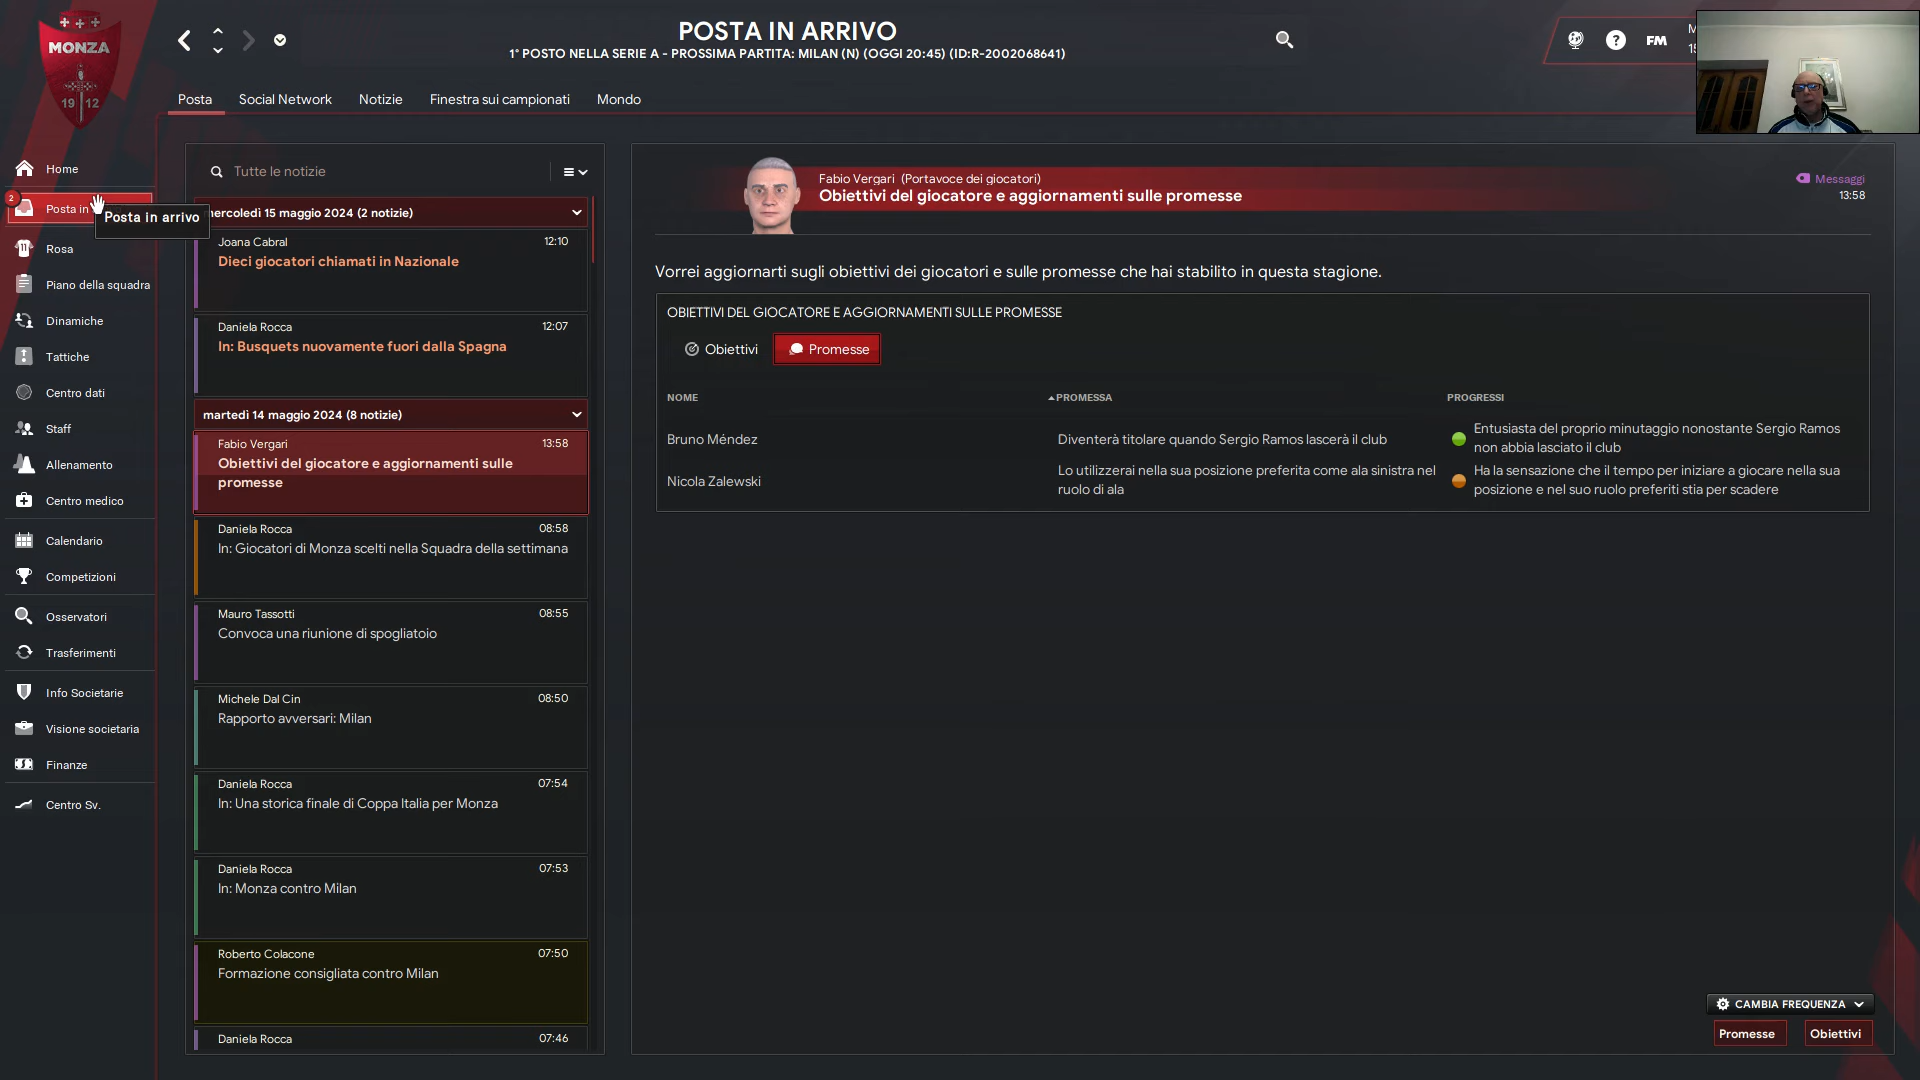 MONZA
19 12
POSTA IN ARRIVO
1° POSTO NELLA SERIE A - PROSSIMA PARTITA: MILAN (N) (OGGI 20:45) (ID:R-2002068641)
FM
Posta
Social Network
Notizie
Finestra sui campionati
Mondo
Home
2
Posta in
Posta in arrivo
Rosa
Piano della squadra
Dinamiche
Tattiche
Centro dati
Staff
Allenamento
Centro medico
Calendario
Competizioni
Osservatori
Trasferimenti
Info Societarie
Visione societaria
Finanze
Centro Sv.
Tutte le notizie
mercoledì 15 maggio 2024 (2 notizie)
Joana Cabral 12:10
Dieci giocatori chiamati in Nazionale
Daniela Rocca 12:07
In: Busquets nuovamente fuori dalla Spagna
martedì 14 maggio 2024 (8 notizie)
Fabio Vergari 13:58
Obiettivi del giocatore e aggiornamenti sulle
promesse
Daniela Rocca 08:58
In: Giocatori di Monza scelti nella Squadra della settimana
Mauro Tassotti 08:55
Convoca una riunione di spogliatoio
Michele Dal Cin 08:50
Rapporto avversari: Milan
Daniela Rocca 07:54
In: Una storica finale di Coppa Italia per Monza
Daniela Rocca 07:53
In: Monza contro Milan
Roberto Colacone 07:50
Formazione consigliata contro Milan
Daniela Rocca 07:46
Fabio Vergari (Portavoce dei giocatori)
Obiettivi del giocatore e aggiornamenti sulle promesse
Messaggi
13:58
Vorrei aggiornarti sugli obiettivi dei giocatori e sulle promesse che hai stabilito in questa stagione.
OBIETTIVI DEL GIOCATORE E AGGIORNAMENTI SULLE PROMESSE
Obiettivi
Promesse
NOME PROMESSA PROGRESSI
Bruno Méndez
Diventerà titolare quando Sergio Ramos lascerà il club
Entusiasta del proprio minutaggio nonostante Sergio Ramos
non abbia lasciato il club
Nicola Zalewski
Lo utilizzerai nella sua posizione preferita come ala sinistra nel
ruolo di ala
Ha la sensazione che il tempo per iniziare a giocare nella sua
posizione e nel suo ruolo preferiti stia per scadere
CAMBIA FREQUENZA
Promesse
Obiettivi